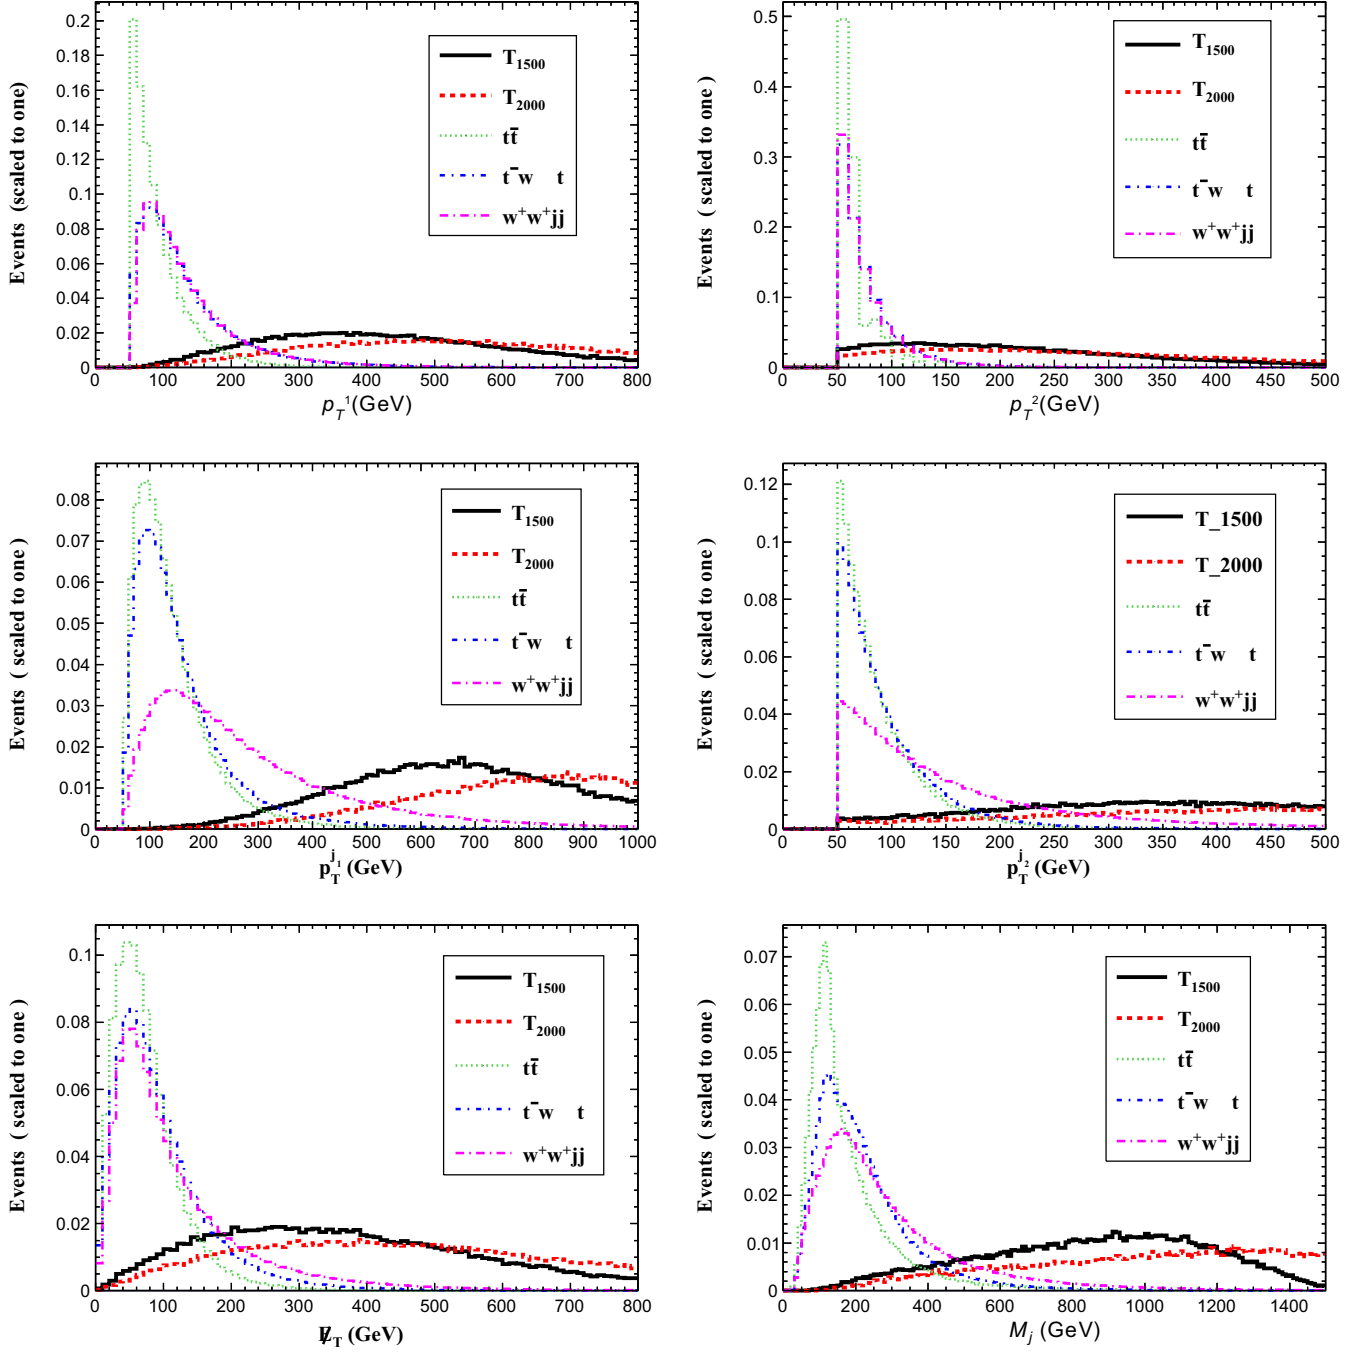 Events (scaled to one)
0.2
0.18
0.16
0.14
0.12
0.1
0.08
0.06
0.04
0.02
0
T1500
T2000
tt̄
t⁻w t
w⁺w⁺jj
0 100 200 300 400 500 600 700 800
p_T¹(GeV)
Events ( scaled to one )
0.5
0.4
0.3
0.2
0.1
0
T1500
T2000
tt̄
t⁻w t
w⁺w⁺jj
0 50 100 150 200 250 300 350 400 450 500
p_T²(GeV)
Events ( scaled to one )
0.08
0.07
0.06
0.05
0.04
0.03
0.02
0.01
0
T1500
T2000
tt̄
t⁻w t
w⁺w⁺jj
0 100 200 300 400 500 600 700 800 900 1000
p_T^j₁ (GeV)
Events ( scaled to one )
0.12
0.1
0.08
0.06
0.04
0.02
0
T_1500
T_2000
tt̄
t⁻w t
w⁺w⁺jj
0 50 100 150 200 250 300 350 400 450 500
p_T^j₂ (GeV)
Events ( scaled to one )
0.1
0.08
0.06
0.04
0.02
0
T1500
T2000
tt̄
t⁻w t
w⁺w⁺jj
0 100 200 300 400 500 600 700 800
E̸_T (GeV)
Events ( scaled to one )
0.07
0.06
0.05
0.04
0.03
0.02
0.01
0
T1500
T2000
tt̄
t⁻w t
w⁺w⁺jj
0 200 400 600 800 1000 1200 1400
M_j (GeV)